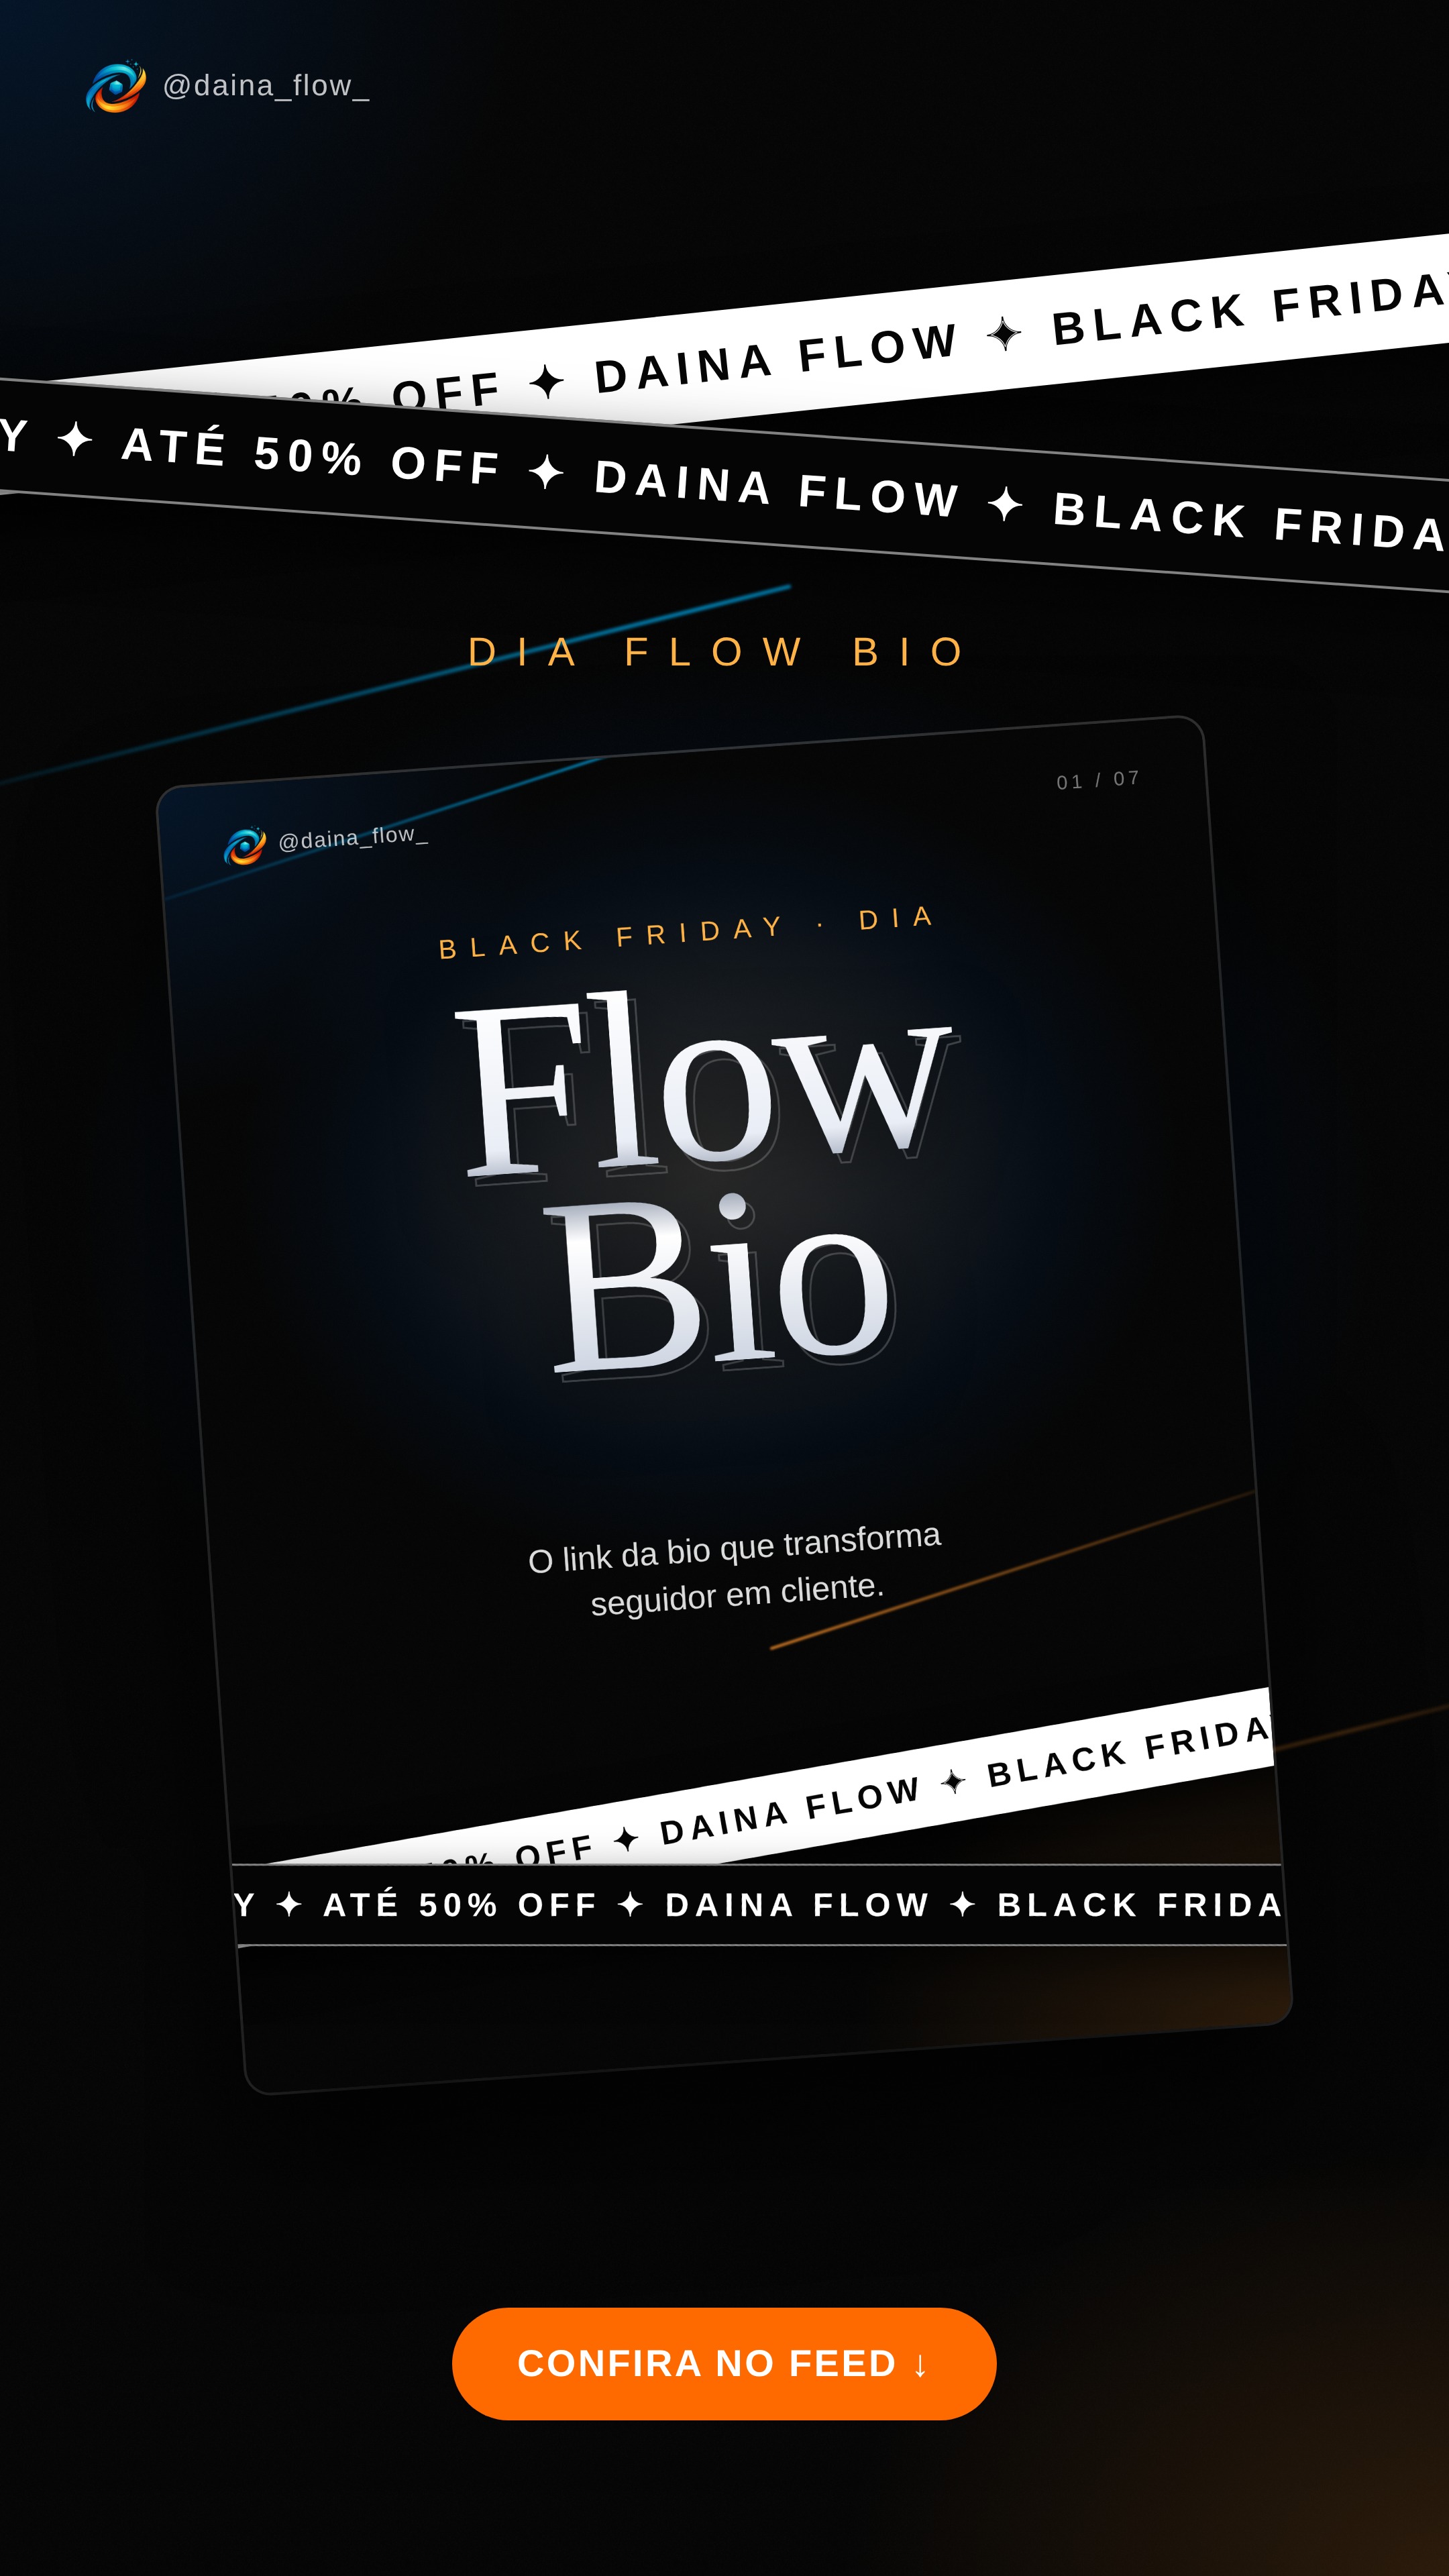 @daina_flow_
OFF ✦ DAINA FLOW ✦ BLACK FRIDAY
Y ✦ ATÉ 50% OFF ✦ DAINA FLOW ✦ BLACK FRIDA
DIA FLOW BIO
01 / 07
@daina_flow_
BLACK FRIDAY · DIA
Flow
Bio
O link da bio que transforma
seguidor em cliente.
OFF ✦ DAINA FLOW ✦ BLACK FRIDAY
Y ✦ ATÉ 50% OFF ✦ DAINA FLOW ✦ BLACK FRIDA
CONFIRA NO FEED ↓